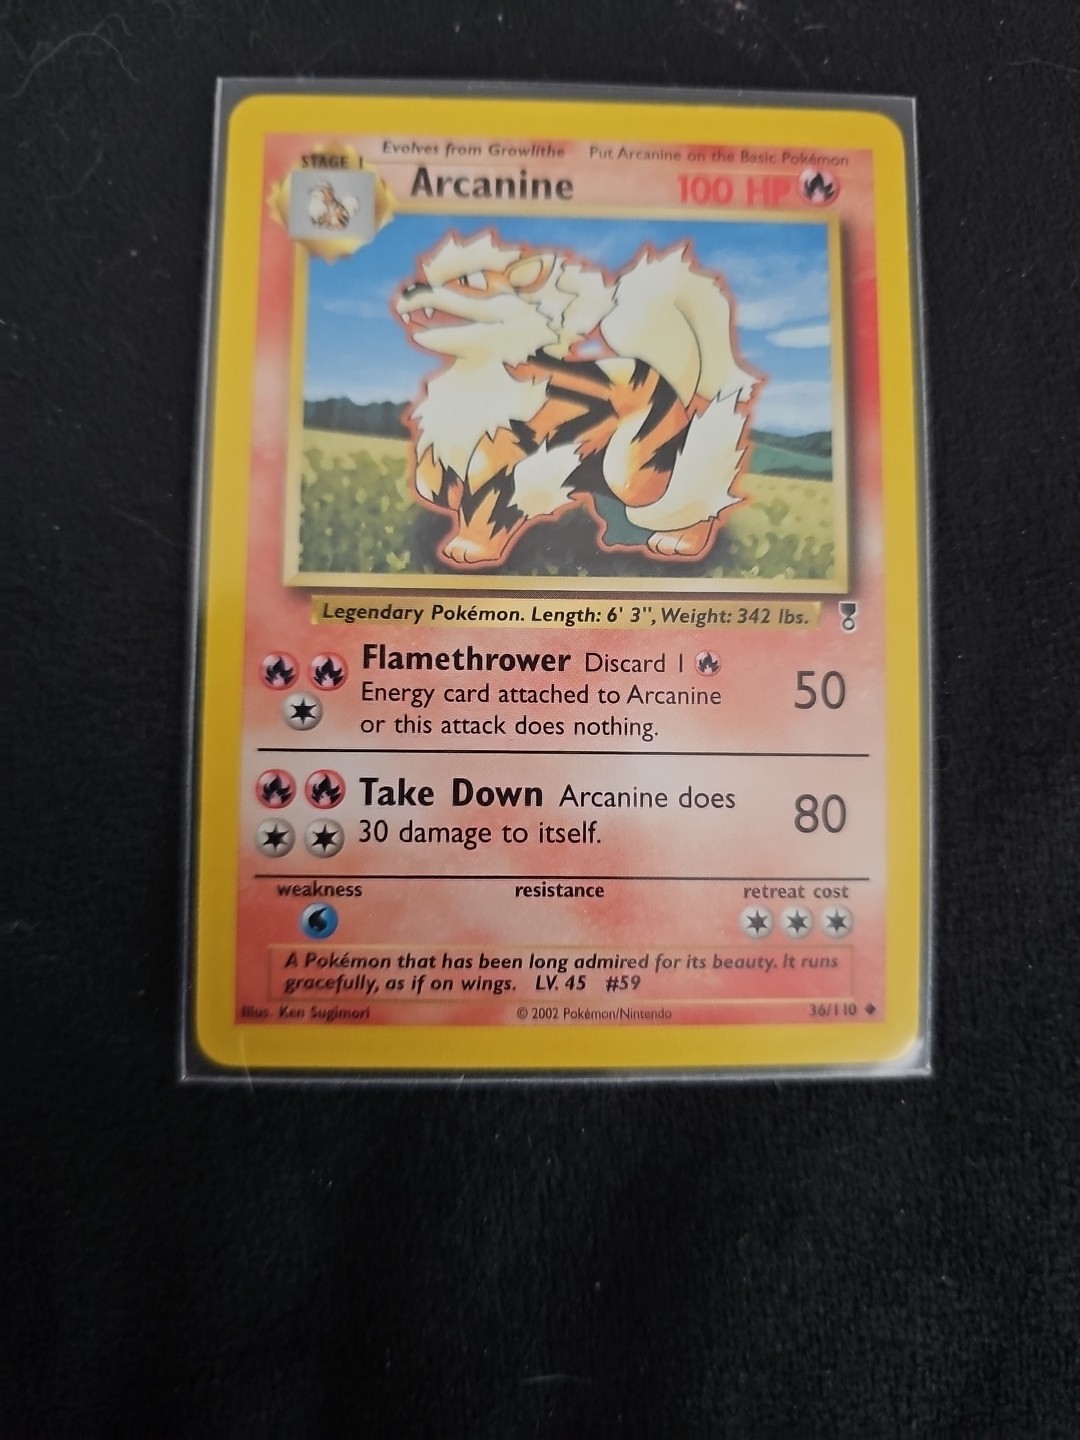 Evolves from Growlithe Put Arcanine on the Basic Pokémon
STAGE 1
Arcanine 100 HP
Legendary Pokémon. Length: 6' 3", Weight: 342 lbs.
Flamethrower Discard 1
Energy card attached to Arcanine
or this attack does nothing.
50
Take Down Arcanine does
30 damage to itself.
80
weakness resistance retreat cost
A Pokémon that has been long admired for its beauty. It runs
gracefully, as if on wings. LV. 45 #59
Illus. Ken Sugimori © 2002 Pokémon/Nintendo 36/110